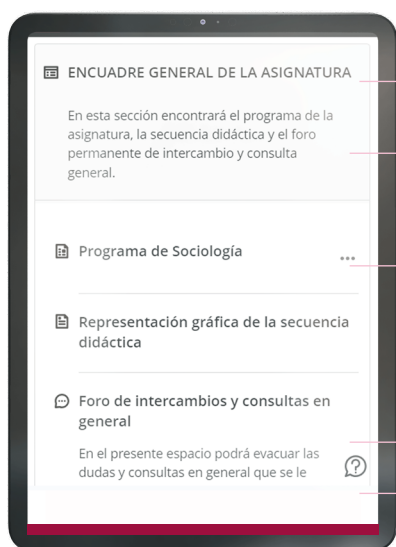 ENCUADRE GENERAL DE LA ASIGNATURA
En esta sección encontrará el programa de la
asignatura, la secuencia didáctica y el foro
permanente de intercambio y consulta
general.
Programa de Sociología
Representación gráfica de la secuencia
didáctica
Foro de intercambios y consultas en
general
En el presente espacio podrá evacuar las
dudas y consultas en general que se le